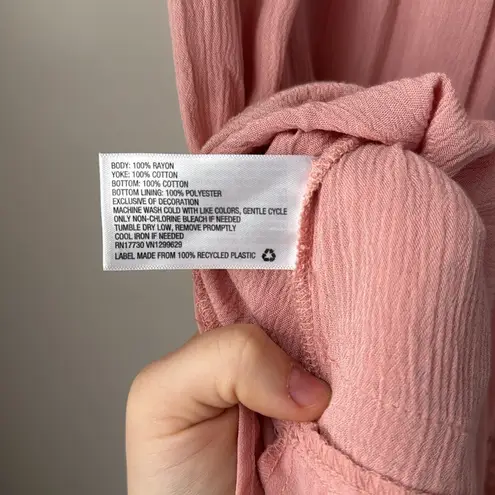 BODY: 100% RAYON
YOKE: 100% COTTON
BOTTOM: 100% COTTON
BOTTOM LINING: 100% POLYESTER
EXCLUSIVE OF DECORATION
MACHINE WASH COLD WITH LIKE COLORS, GENTLE CYCLE
ONLY NON-CHLORINE BLEACH IF NEEDED
TUMBLE DRY LOW, REMOVE PROMPTLY
COOL IRON IF NEEDED
RN17730 VN1299629
LABEL MADE FROM 100% RECYCLED PLASTIC